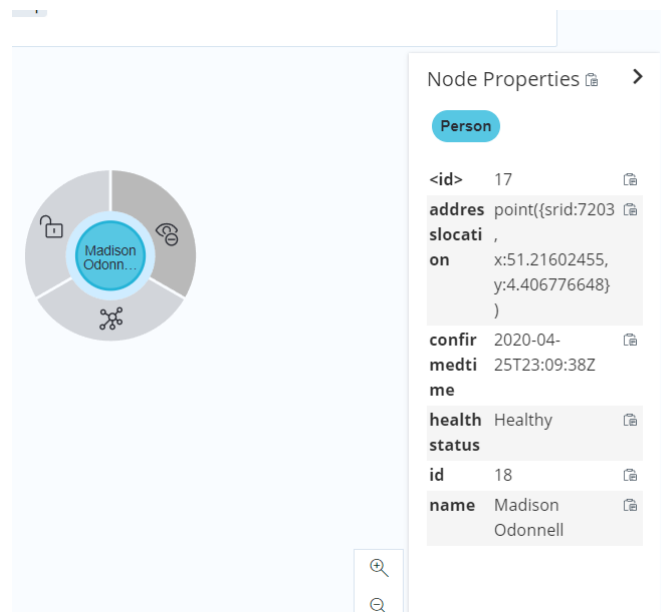 Node Properties
Person
<id> 17
addres point({srid:7203
slocati ,
on x:51.21602455,
y:4.406776648}
)
confir 2020-04-
medti 25T23:09:38Z
me
health Healthy
status
id 18
name Madison
Odonnell
Madison
Odonn...